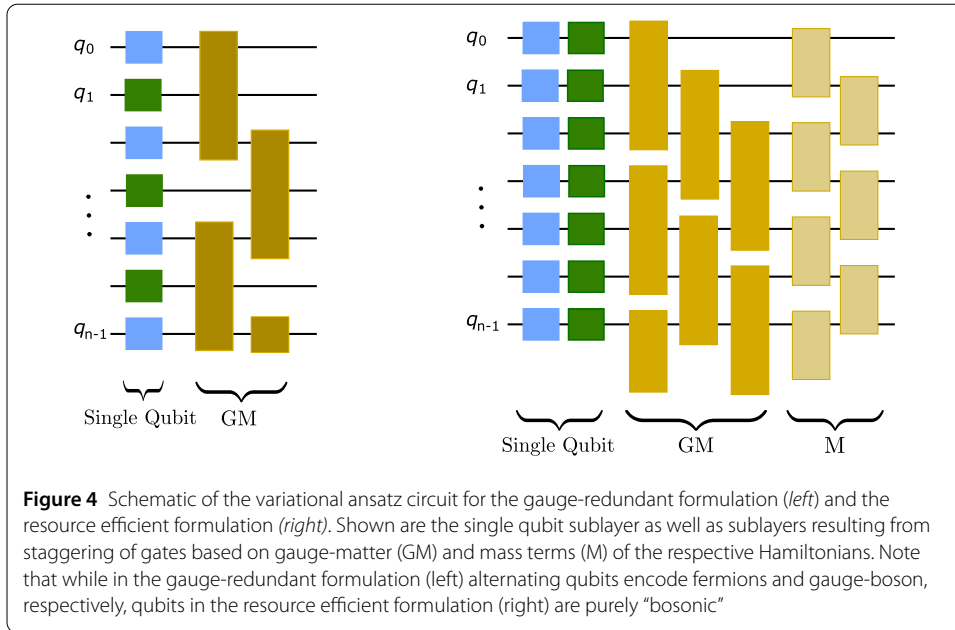 q0
q0
q1
q1
qn-1
qn-1
Single Qubit
GM
Single Qubit
GM
M
Figure 4 Schematic of the variational ansatz circuit for the gauge-redundant formulation (left) and the
resource efficient formulation (right). Shown are the single qubit sublayer as well as sublayers resulting from
staggering of gates based on gauge-matter (GM) and mass terms (M) of the respective Hamiltonians. Note
that while in the gauge-redundant formulation (left) alternating qubits encode fermions and gauge-boson,
respectively, qubits in the resource efficient formulation (right) are purely “bosonic”